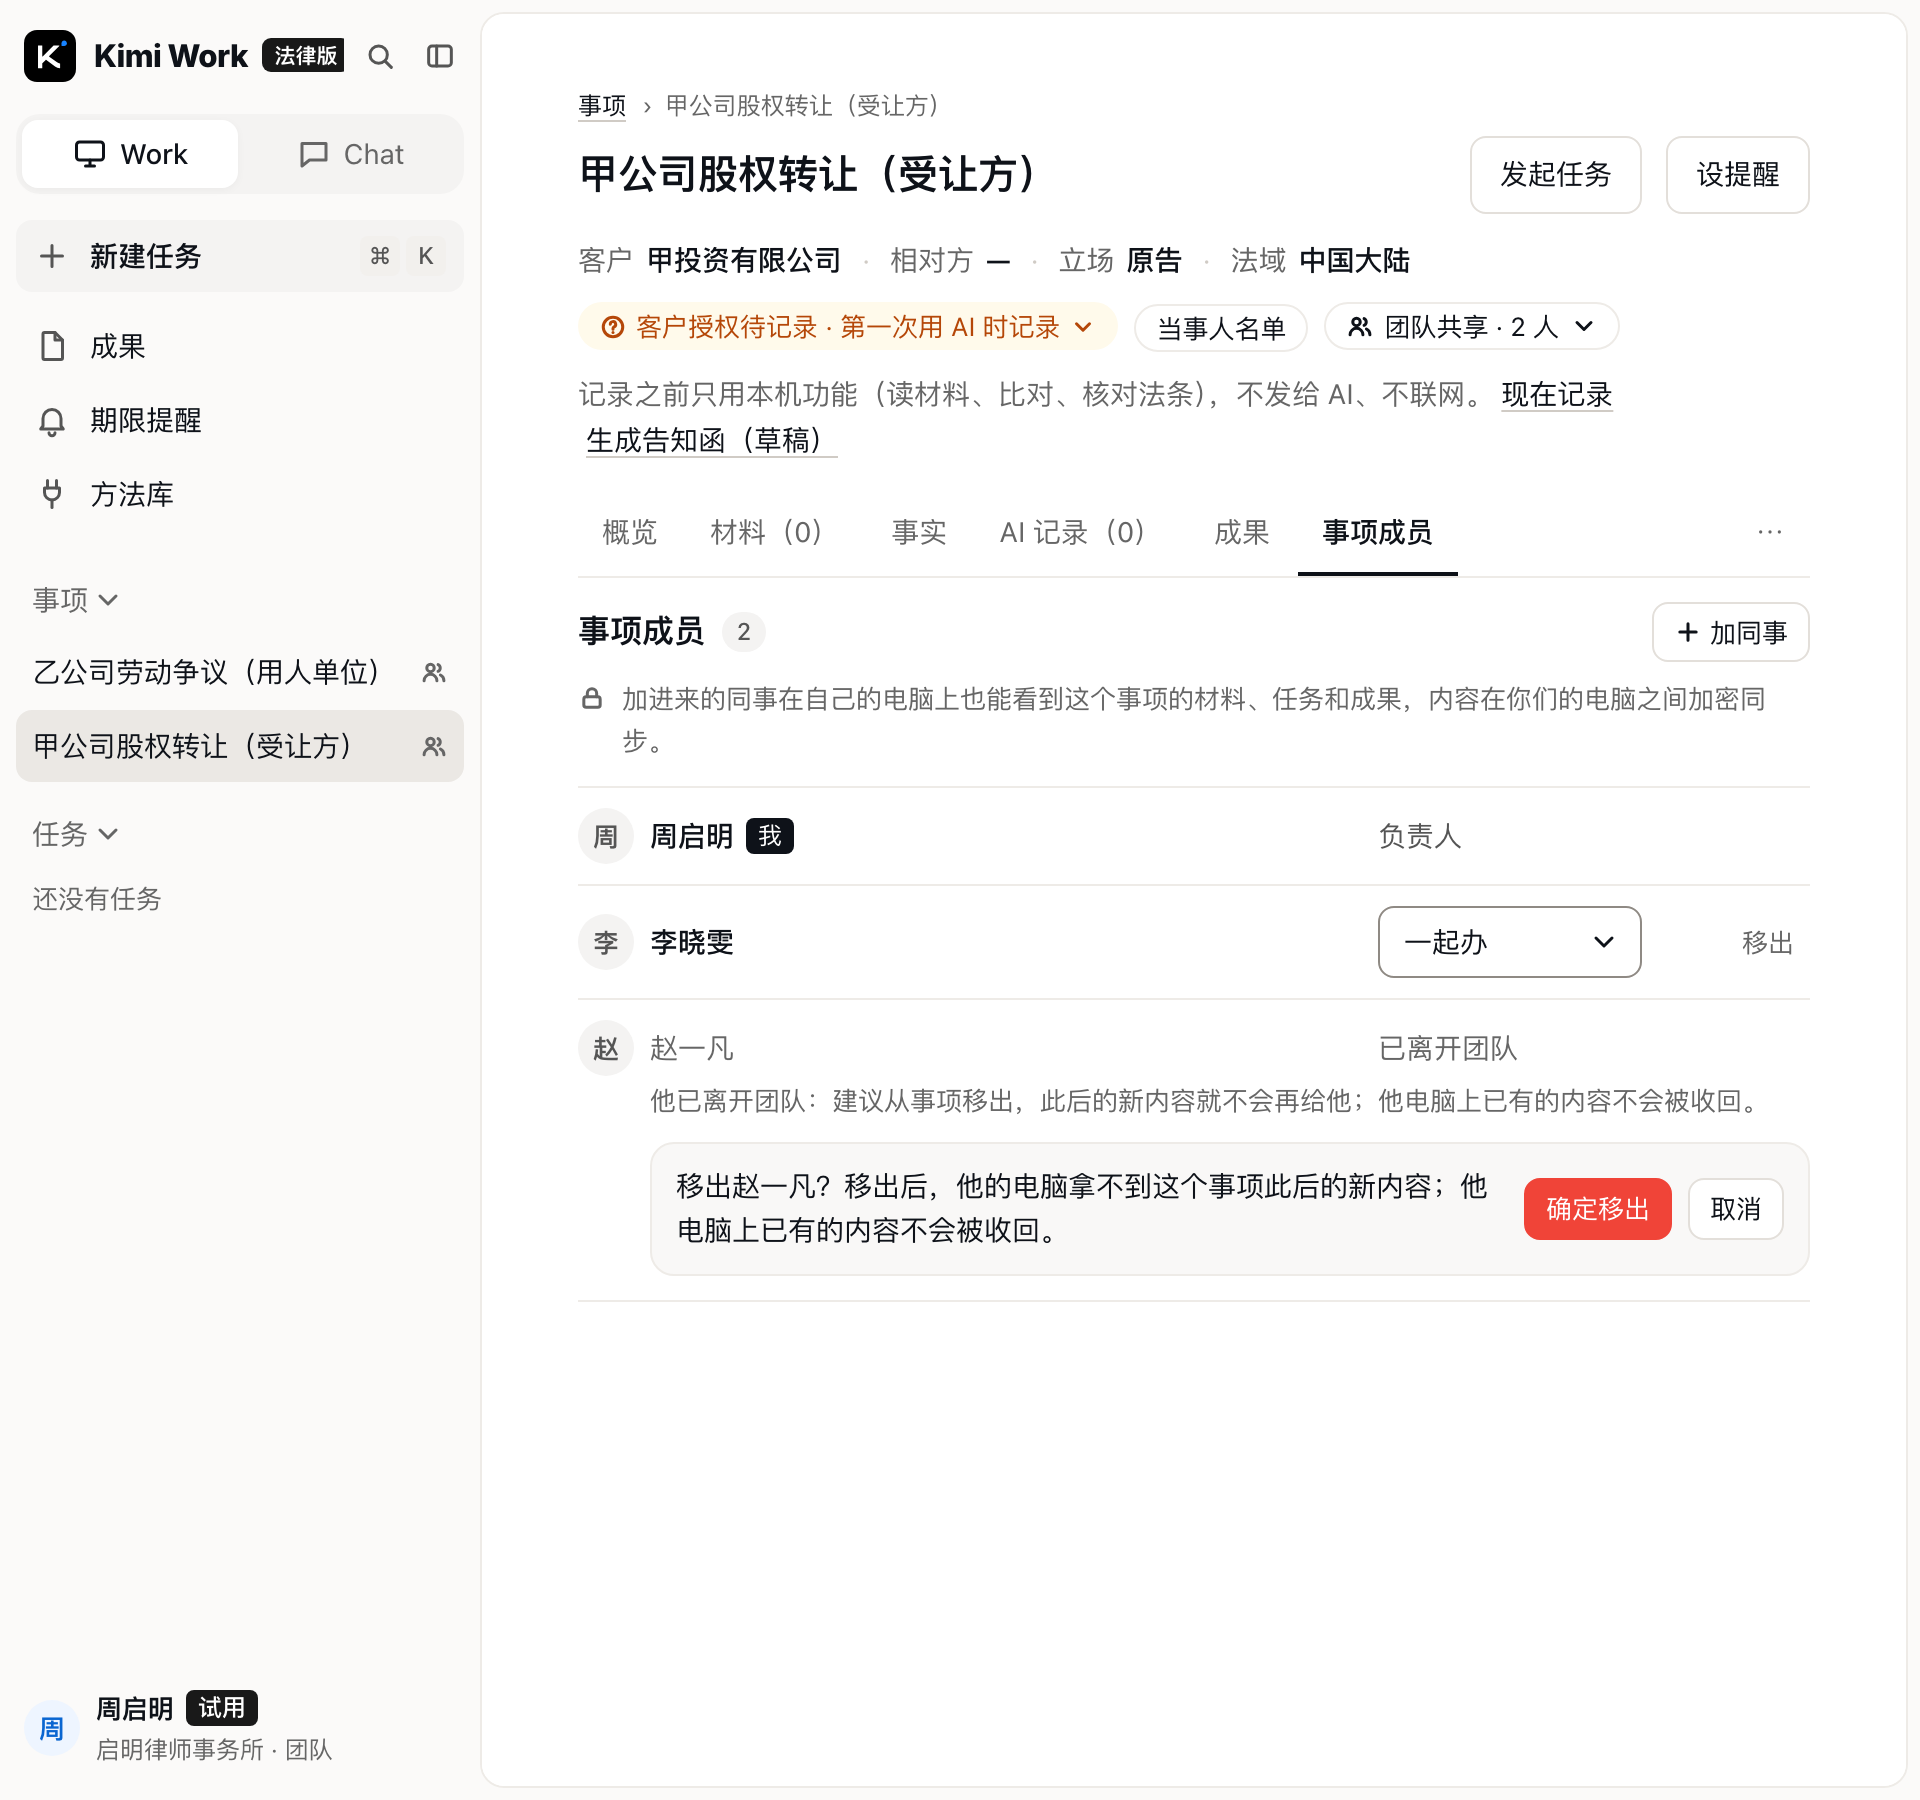 Kimi Work 法律版
Work
Chat
新建任务 ⌘ K
成果
期限提醒
方法库
事项
乙公司劳动争议（用人单位）
甲公司股权转让（受让方）
任务
还没有任务
周启明 试用
启明律师事务所 · 团队
事项 › 甲公司股权转让（受让方）
甲公司股权转让（受让方）
发起任务
设提醒
客户 甲投资有限公司 · 相对方 — · 立场 原告 · 法域 中国大陆
客户授权待记录 · 第一次用 AI 时记录
当事人名单
团队共享 · 2 人
记录之前只用本机功能（读材料、比对、核对法条），不发给 AI、不联网。 现在记录
生成告知函（草稿）
概览 材料（0） 事实 AI 记录（0） 成果 事项成员 ···
事项成员 2
加同事
加进来的同事在自己的电脑上也能看到这个事项的材料、任务和成果，内容在你们的电脑之间加密同
步。
周 周启明 我 负责人
李 李晓雯 一起办 移出
赵 赵一凡 已离开团队
他已离开团队：建议从事项移出，此后的新内容就不会再给他；他电脑上已有的内容不会被收回。
移出赵一凡？移出后，他的电脑拿不到这个事项此后的新内容；他
电脑上已有的内容不会被收回。
确定移出
取消
周